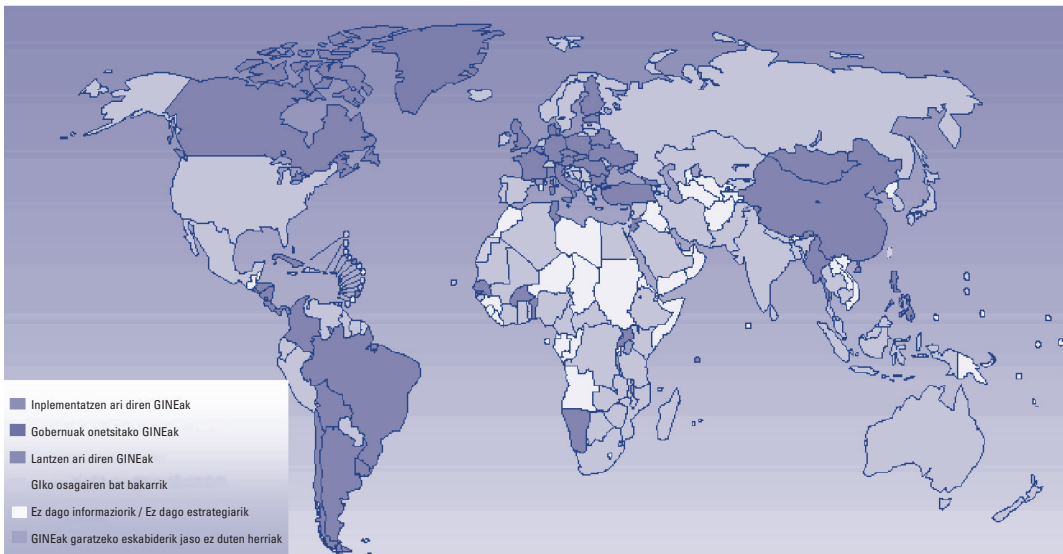 Inplementatzen ari diren GINEak
Gobernuak onetsitako GINEak
Lantzen ari diren GINEak
GIko osagairen bat bakarrik
Ez dago informaziorik / Ez dago estrategiarik
GINEak garatzeko eskabiderik jaso ez duten herriak